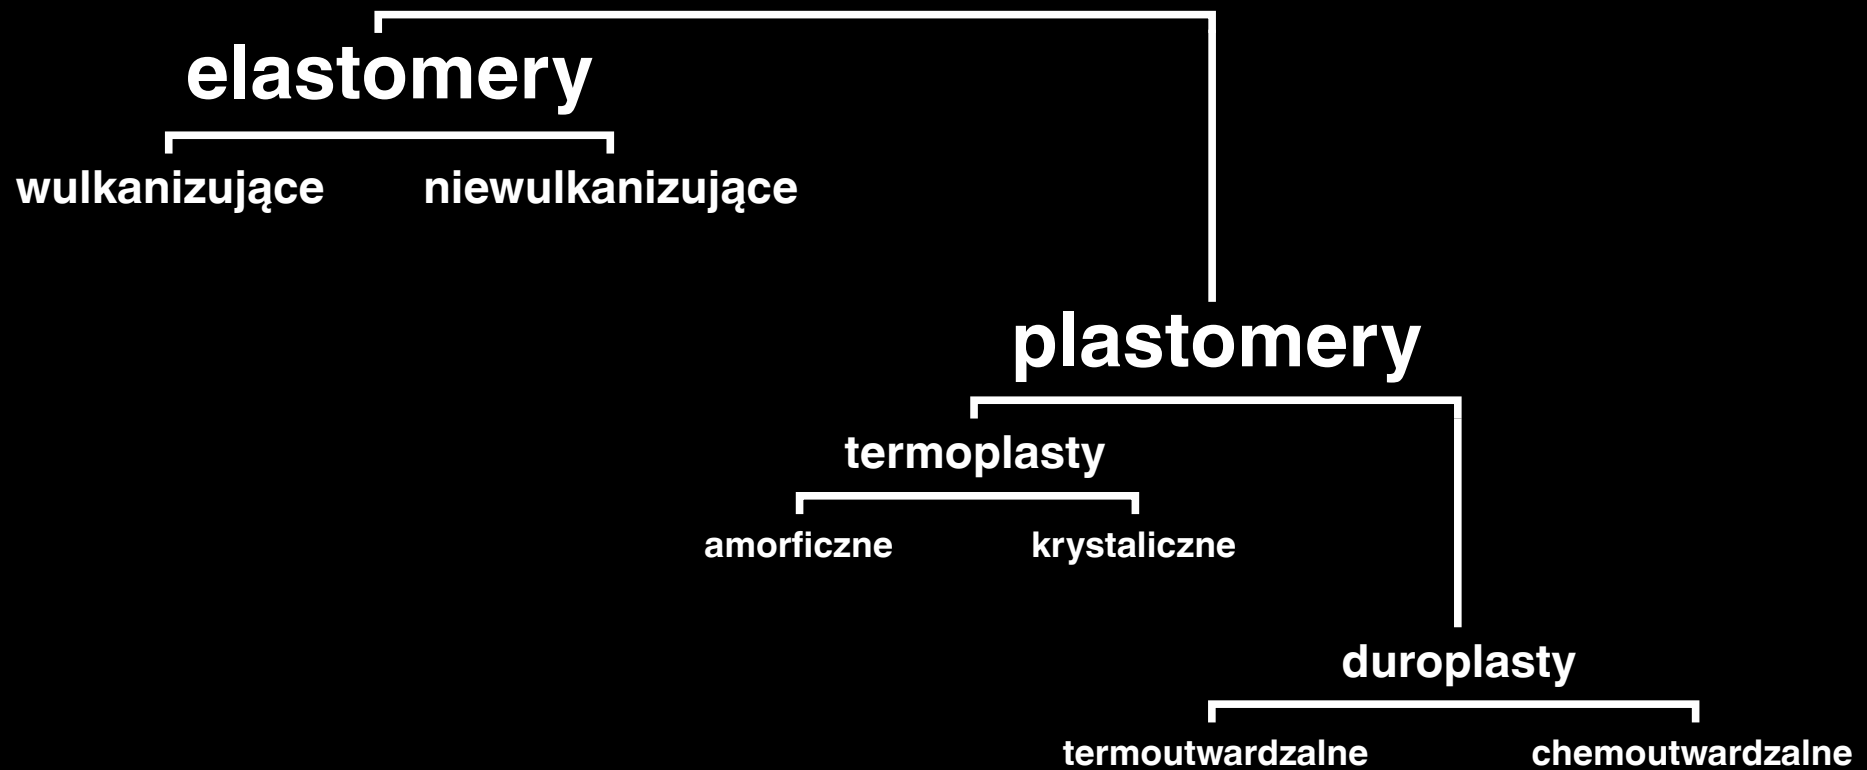 elastomery
wulkanizujące niewulkanizujące
plastomery
termoplasty
amorficzne krystaliczne
duroplasty
termoutwardzalne chemoutwardzalne